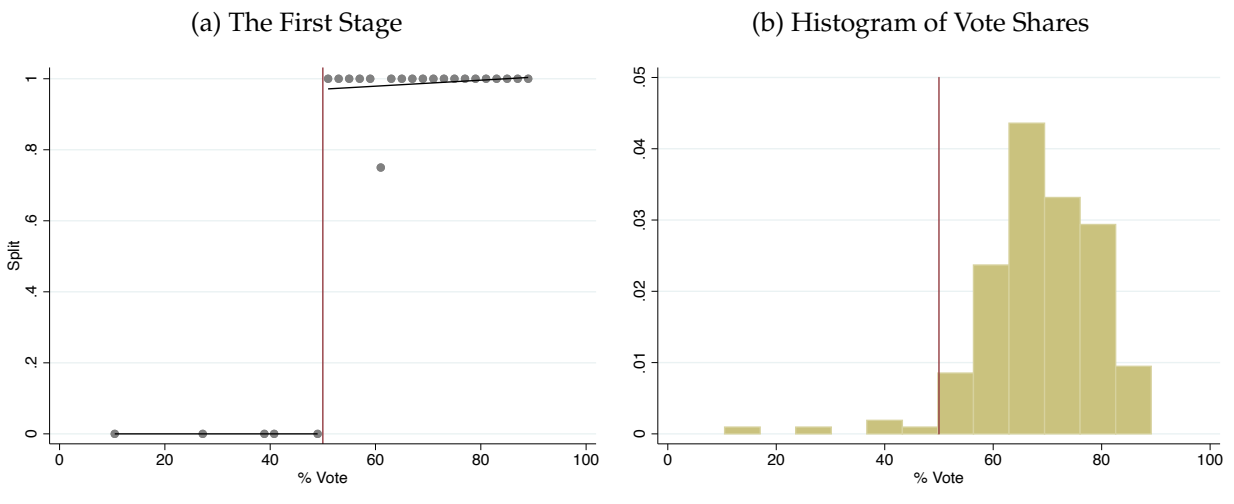 (a) The First Stage
1
.8
.6
.4
.2
0
Split
0 20 40 60 80 100
% Vote
(b) Histogram of Vote Shares
.05
.04
.03
.02
.01
0
0 20 40 60 80 100
% Vote